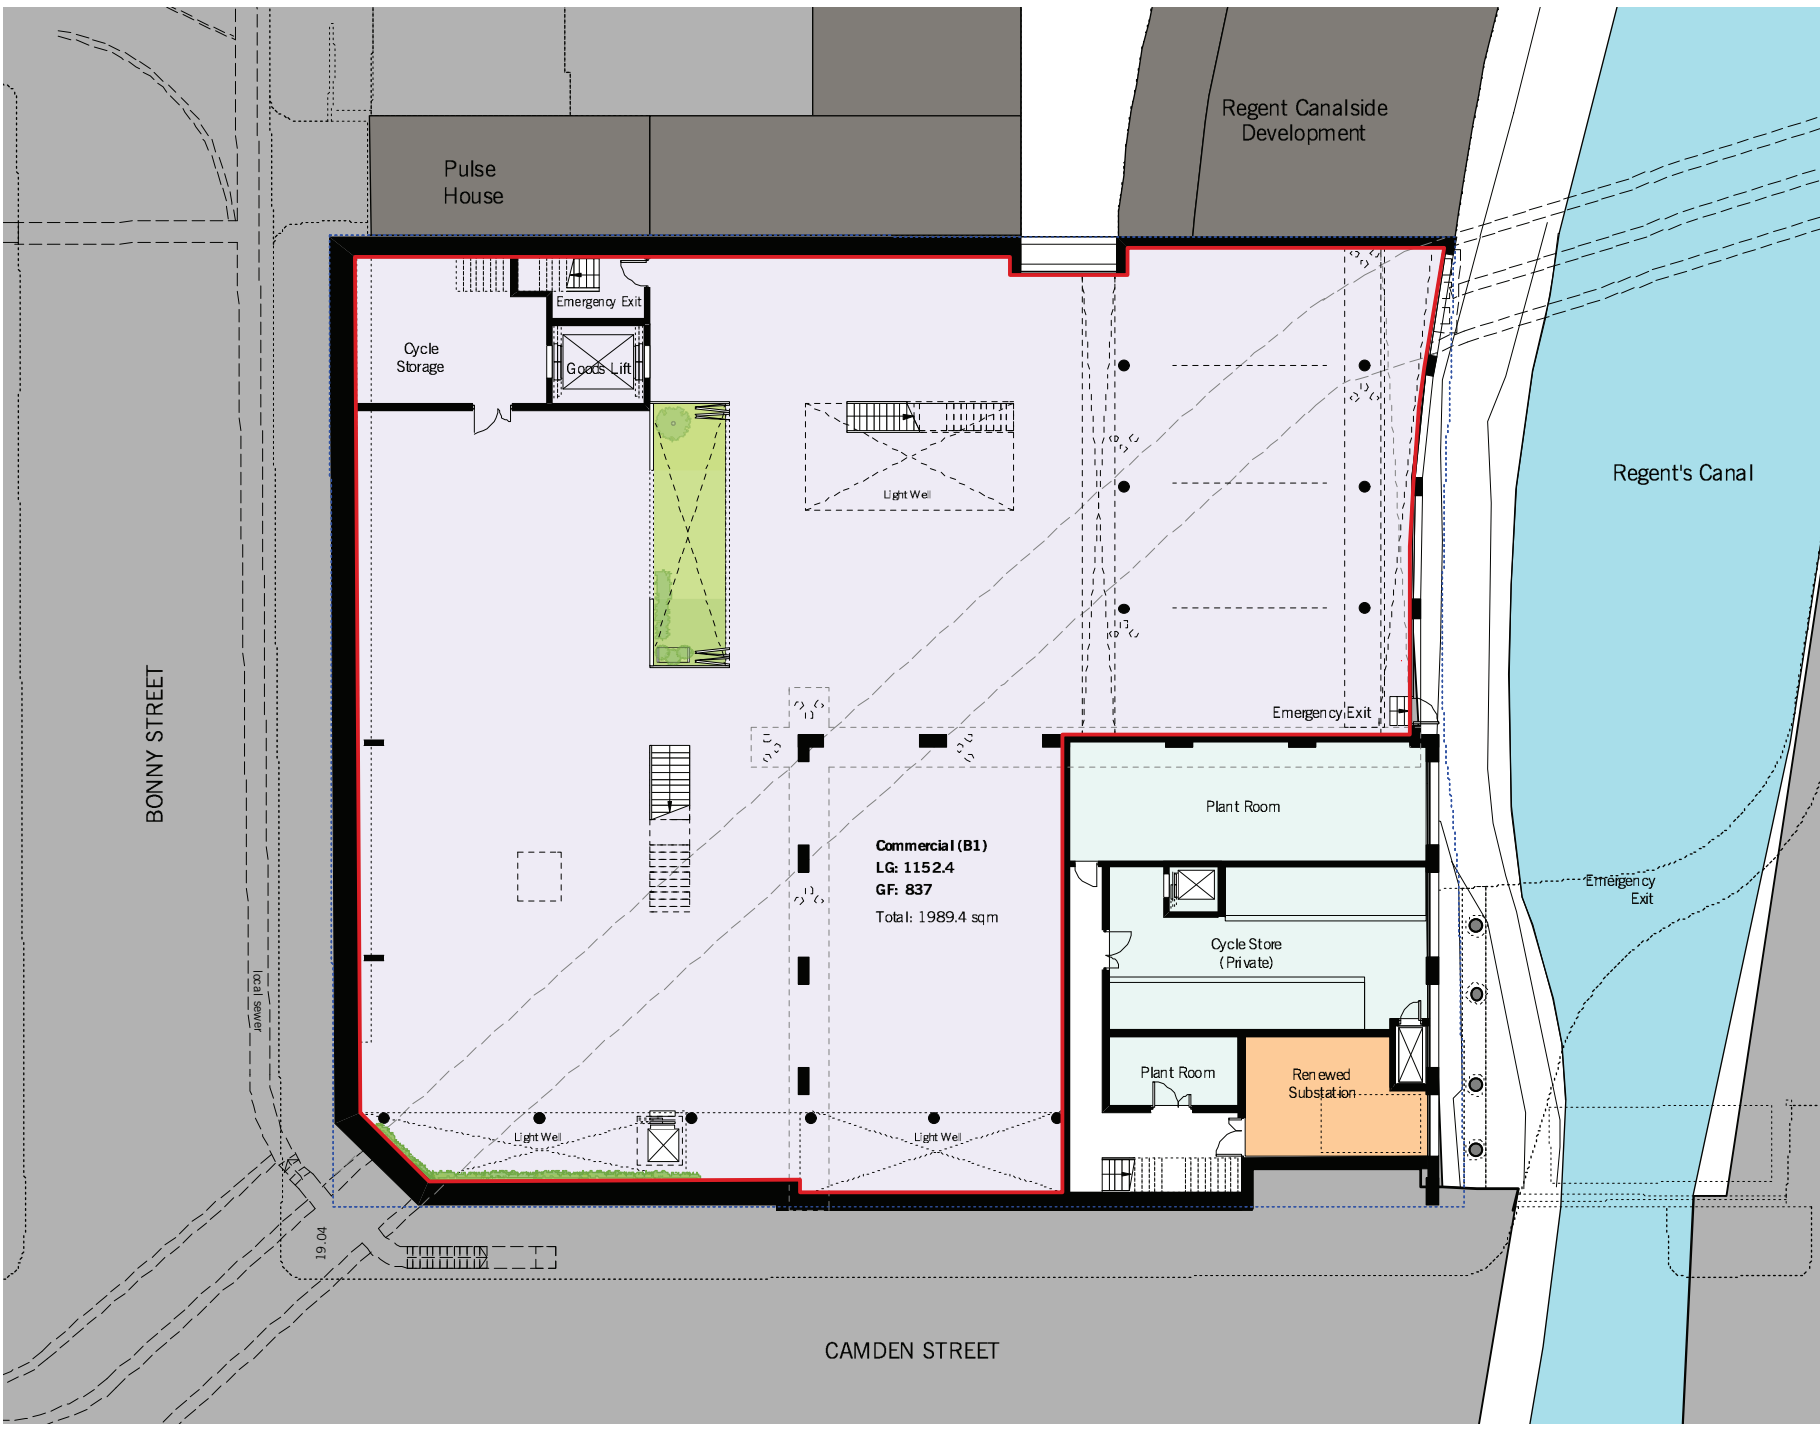 Regent Canalside
Development
Pulse
House
Emergency Exit
Cycle
Storage
Goods Lift
Light Well
Regent's Canal
BONNY STREET
Emergency Exit
Plant Room
Commercial (B1)
LG: 1152.4
GF: 837
Total: 1989.4 sqm
Emergency
Exit
Cycle Store
(Private)
local sewer
Plant Room
Renewed
Substation
Light Well
Light Well
19.04
CAMDEN STREET